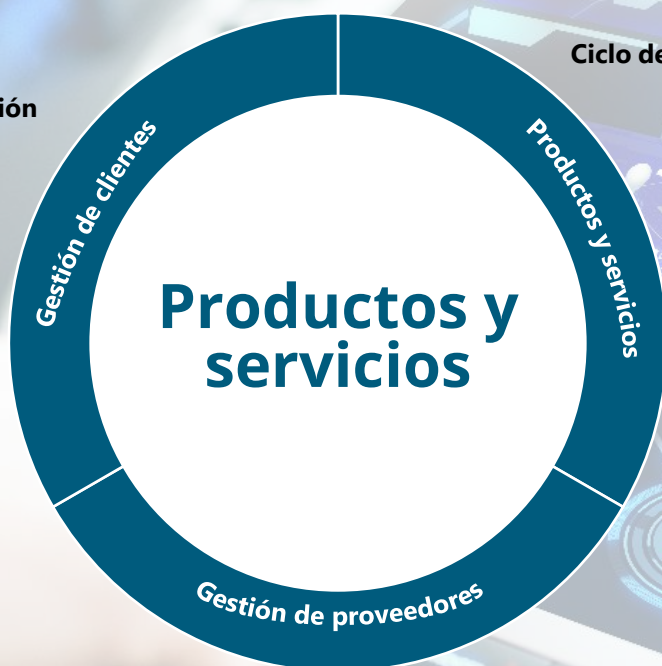 Ciclo de
ión
Gestión de clientes
Productos y servicios
Productos y
servicios
Gestión de proveedores